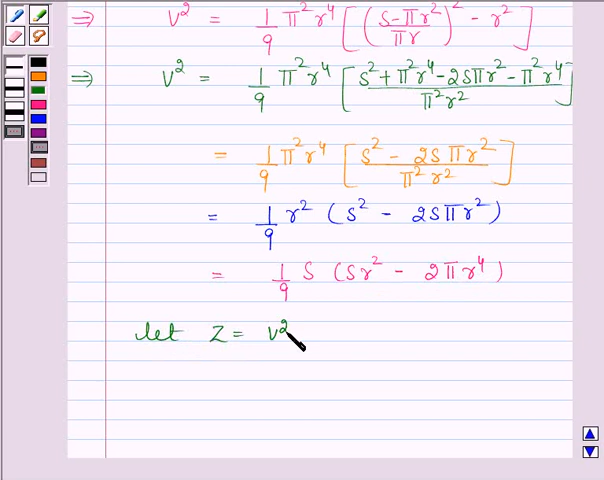 ⇒ V² = 1/9 π²r⁴ [ ( (S-πr²)/(πr) )² - r² ]
⇒ V² = 1/9 π²r⁴ [ (S² + π²r⁴ - 2Sπr² - π²r⁴)/(π²r²) ]
= 1/9 π²r⁴ [ (S² - 2Sπr²)/(π²r²) ]
= 1/9 r² (S² - 2Sπr²)
= 1/9 S (Sr² - 2πr⁴)
let Z = V²